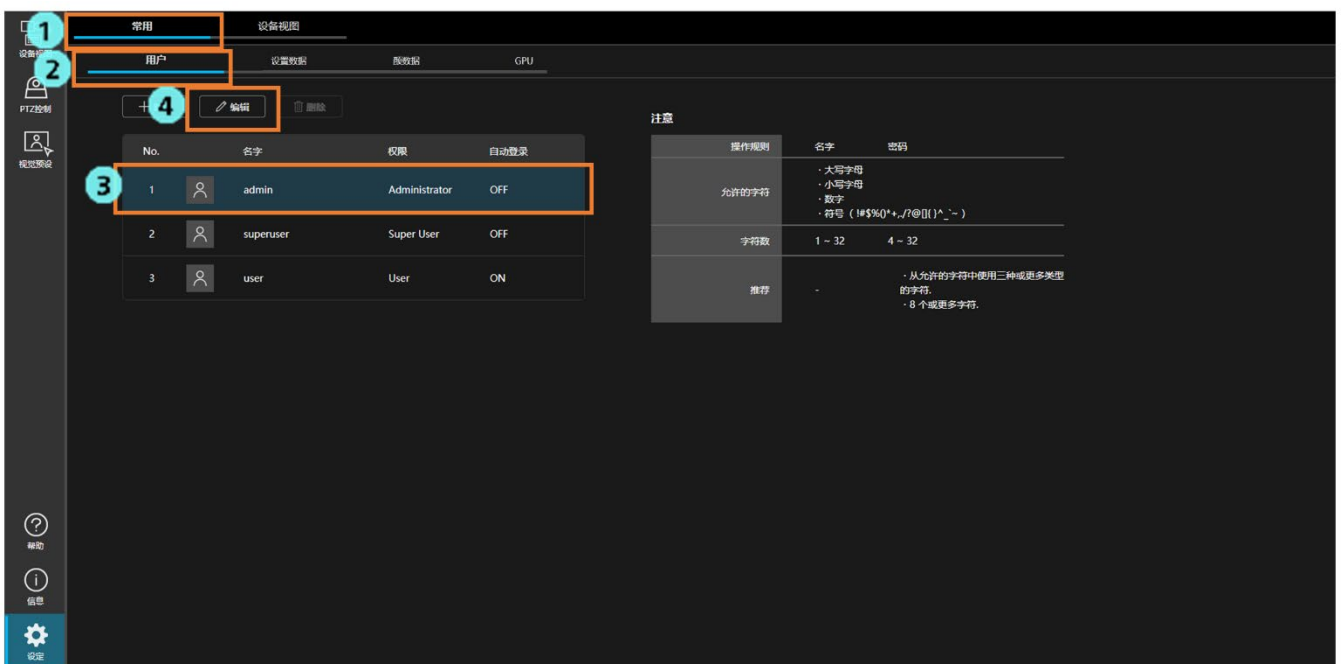 1
常用
设备视图
2
用户
设置数据
酸数据
GPU
PTZ控制
视觉预设
+
4
编辑
删除
No.
名字
权限
自动登录
3
1
admin
Administrator
OFF
2
superuser
Super User
OFF
3
user
User
ON
注意
操作规则
名字
密码
允许的字符
· 大写字母
· 小写字母
· 数字
· 符号 ( !#$%()*+,./?@[]{}^_`~ )
字符数
1 ~ 32
4 ~ 32
推荐
-
· 从允许的字符中使用三种或更多类型
的字符.
· 8 个或更多字符.
帮助
信息
设定